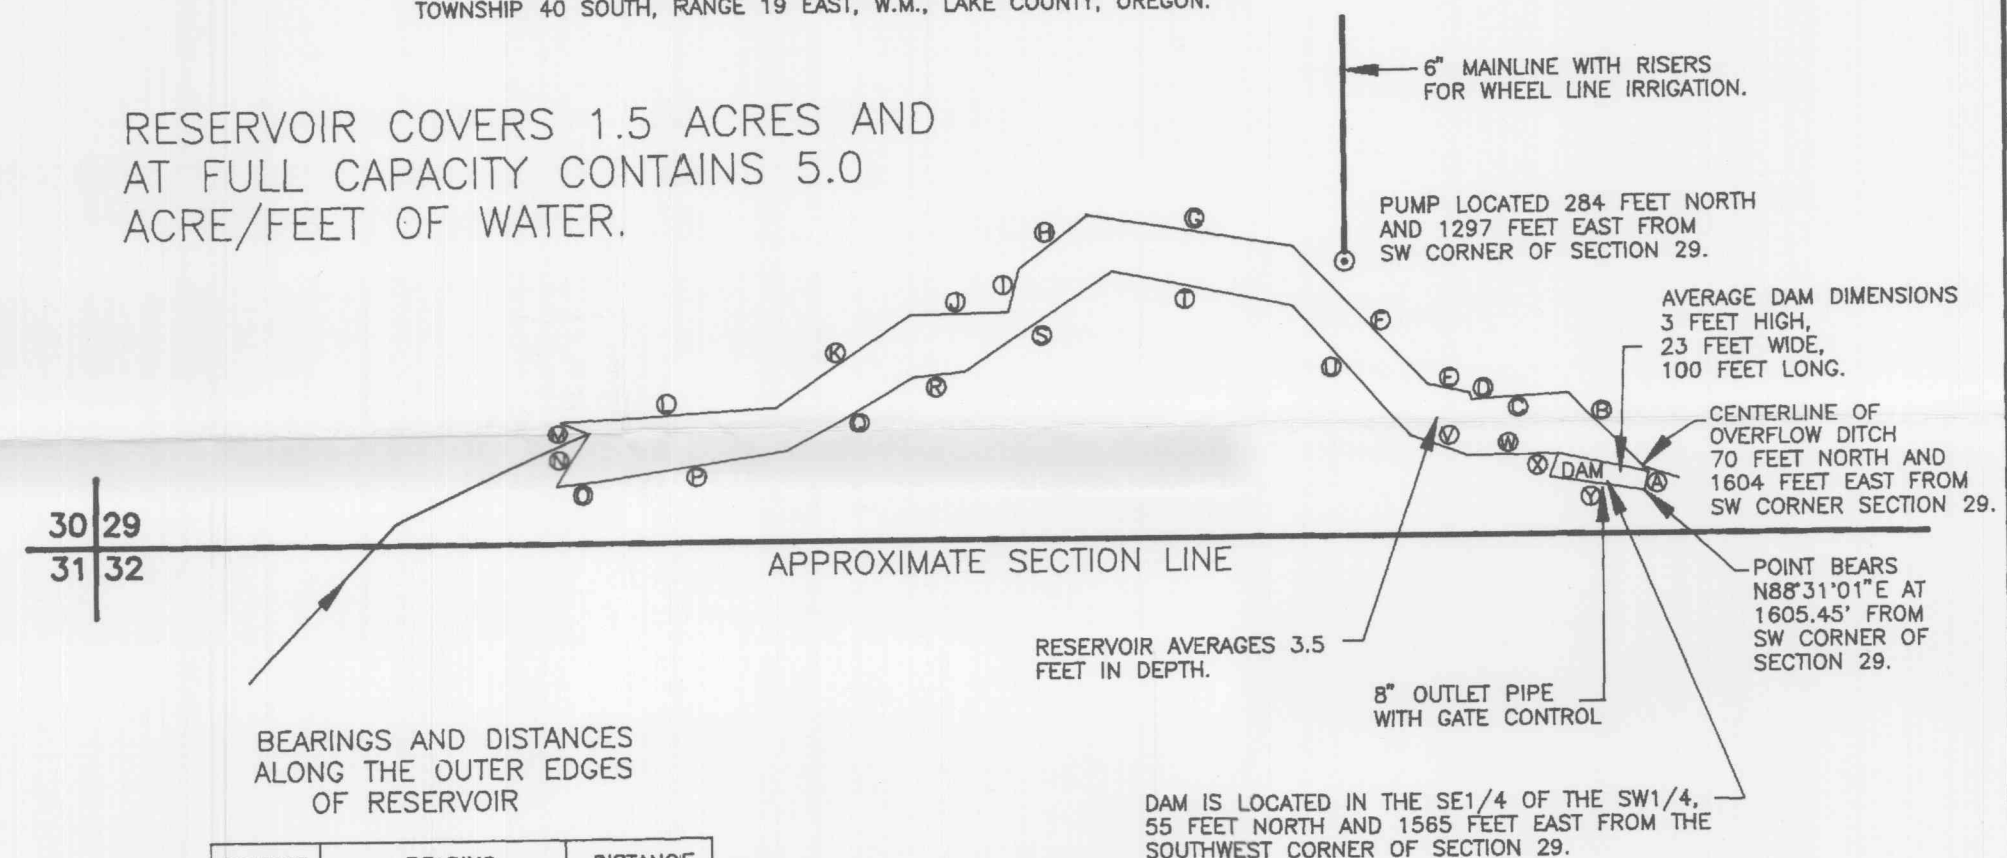 TOWNSHIP 40 SOUTH, RANGE 19 EAST, W.M., LAKE COUNTY, OREGON.
6" MAINLINE WITH RISERS
FOR WHEEL LINE IRRIGATION.
RESERVOIR COVERS 1.5 ACRES AND
AT FULL CAPACITY CONTAINS 5.0
ACRE/FEET OF WATER.
PUMP LOCATED 284 FEET NORTH
AND 1297 FEET EAST FROM
SW CORNER OF SECTION 29.
AVERAGE DAM DIMENSIONS
3 FEET HIGH,
23 FEET WIDE,
100 FEET LONG.
CENTERLINE OF
OVERFLOW DITCH
70 FEET NORTH AND
1604 FEET EAST FROM
SW CORNER SECTION 29.
G
H
I
J
T
F
S
K
U
E
D
R
L
C
B
Q
M
V
W
N
X
DAM
P
A
O
Y
30 29
31 32
APPROXIMATE SECTION LINE
POINT BEARS
N88°31'01"E AT
1605.45' FROM
SW CORNER OF
SECTION 29.
RESERVOIR AVERAGES 3.5
FEET IN DEPTH.
8" OUTLET PIPE
WITH GATE CONTROL
BEARINGS AND DISTANCES
ALONG THE OUTER EDGES
OF RESERVOIR
DAM IS LOCATED IN THE SE1/4 OF THE SW1/4,
55 FEET NORTH AND 1565 FEET EAST FROM THE
SOUTHWEST CORNER OF SECTION 29.